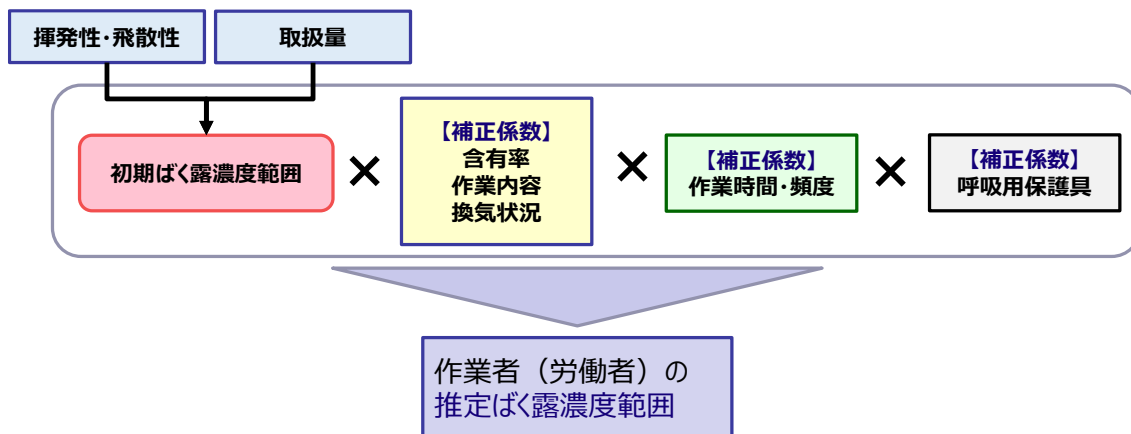 揮発性・飛散性
取扱量
初期ばく露濃度範囲
×
【補正係数】
含有率
作業内容
換気状況
×
【補正係数】
作業時間・頻度
×
【補正係数】
呼吸用保護具
作業者（労働者）の
推定ばく露濃度範囲